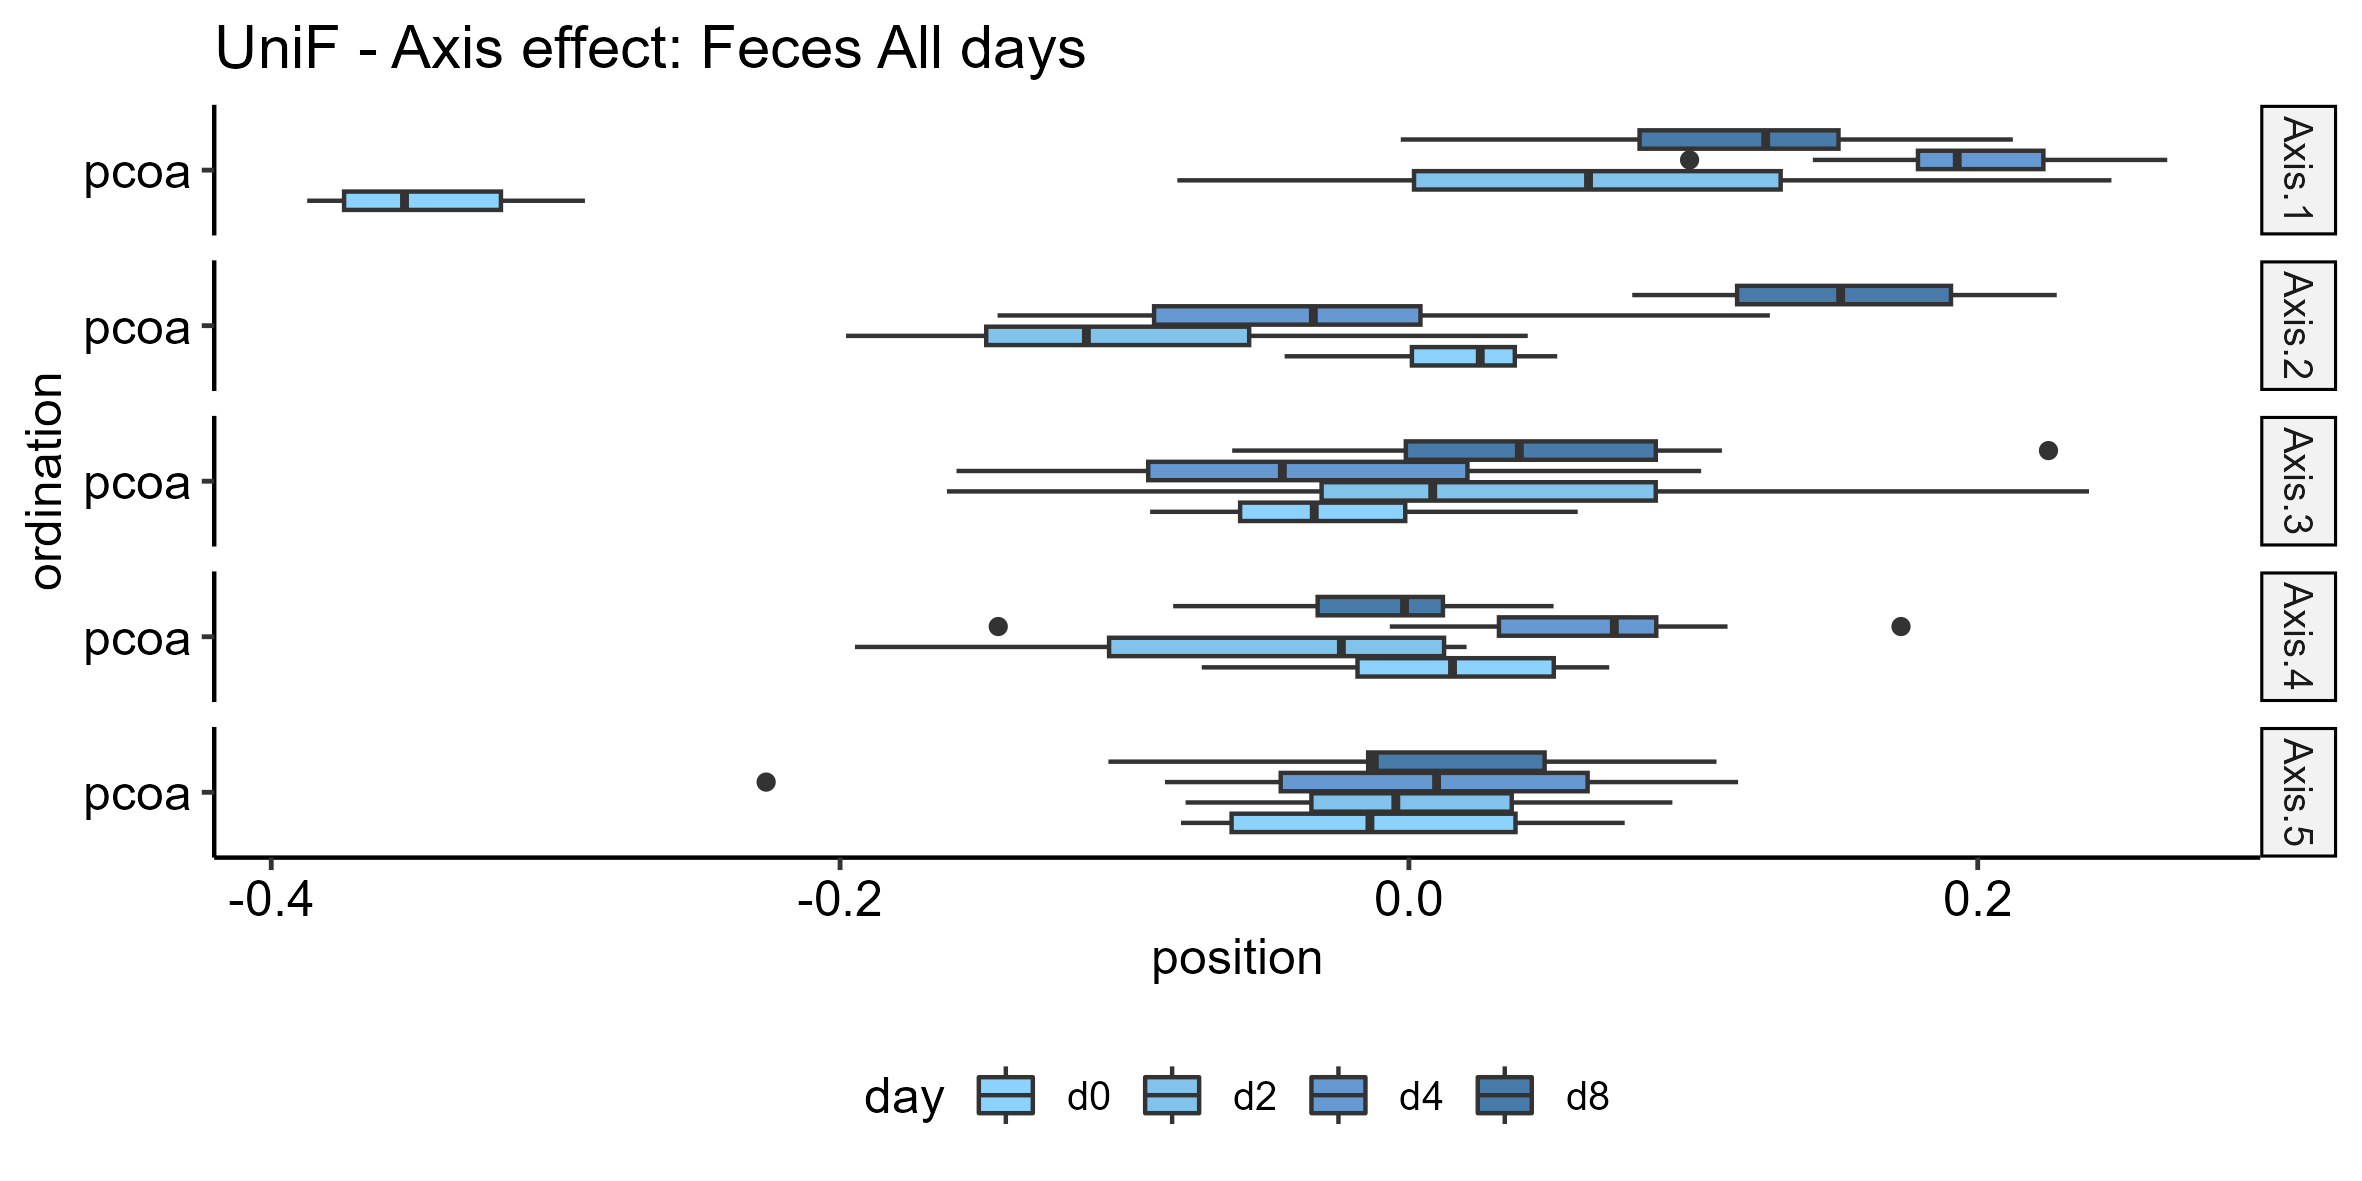 UniF - Axis effect: Feces All days
ordination
pcoa
Axis.1
pcoa
Axis.2
pcoa
Axis.3
pcoa
Axis.4
pcoa
Axis.5
-0.4 -0.2 0.0 0.2
position
day d0 d2 d4 d8